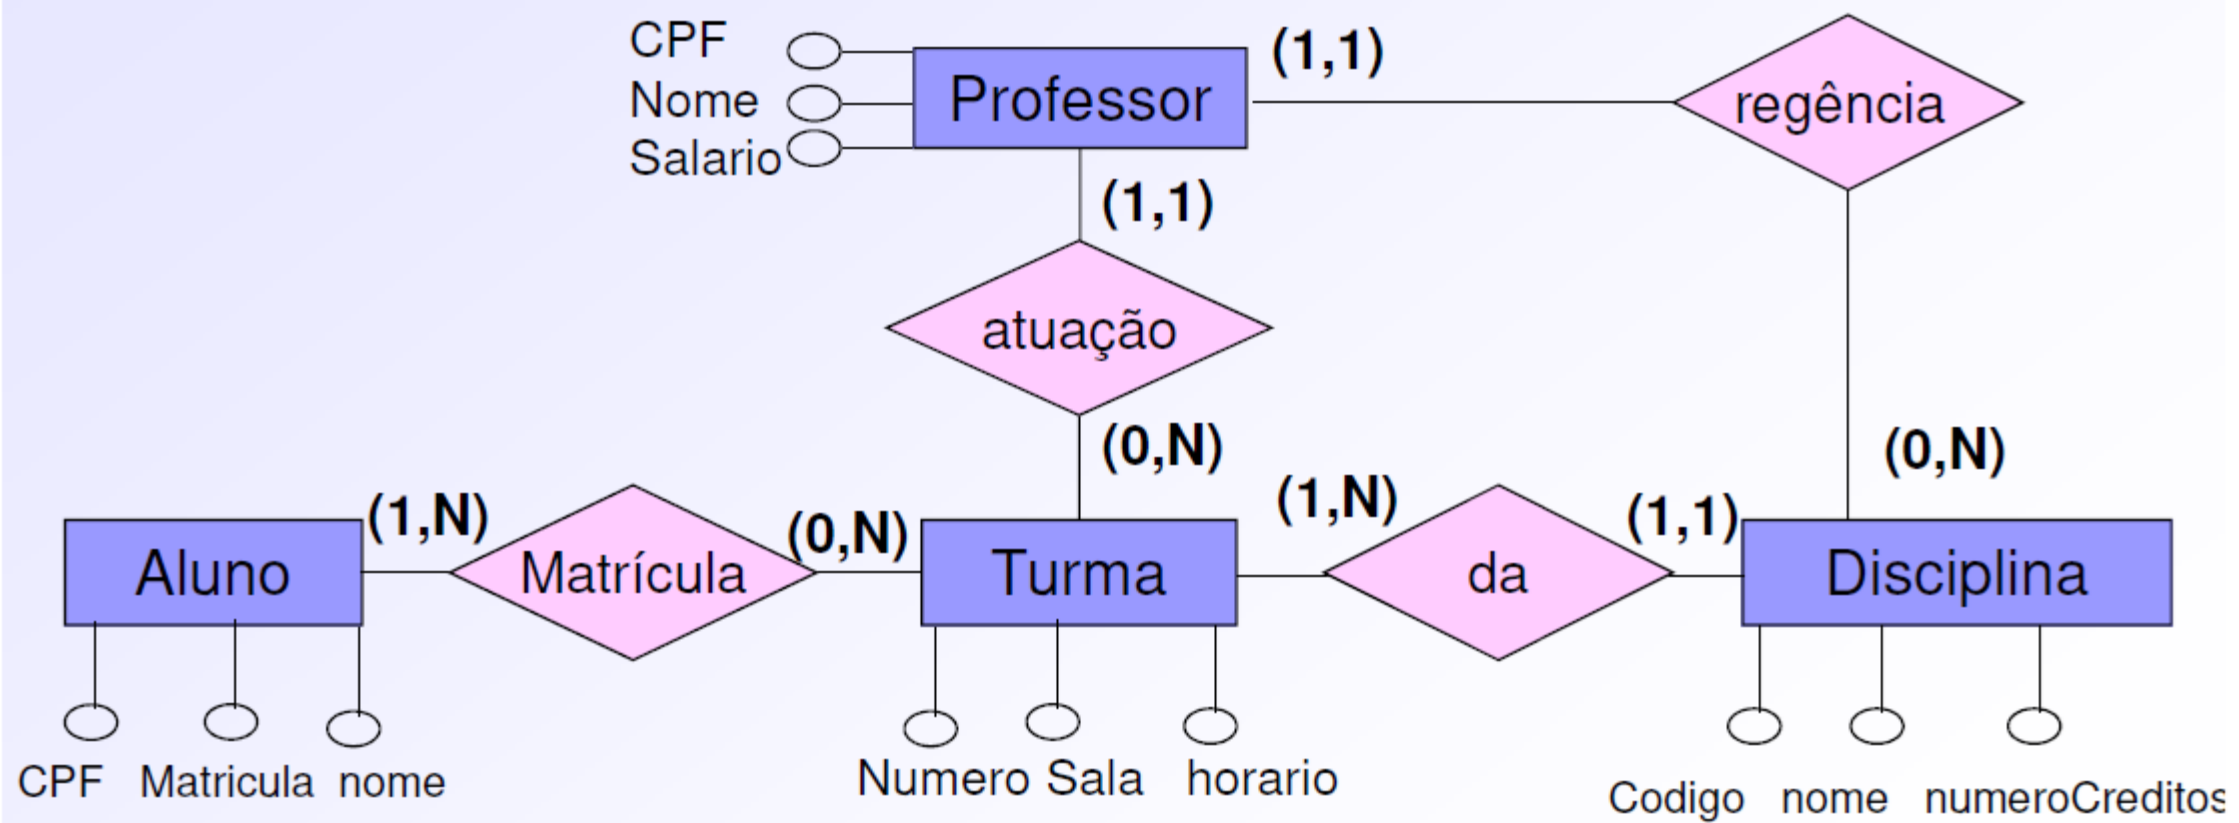 CPF
Nome
Salario
Professor
(1,1)
regência
(1,1)
atuação
(0,N)
(0,N)
Aluno
(1,N)
Matrícula
(0,N)
Turma
(1,N)
da
(1,1)
Disciplina
CPF Matricula nome
Numero Sala horario
Codigo nome numeroCreditos